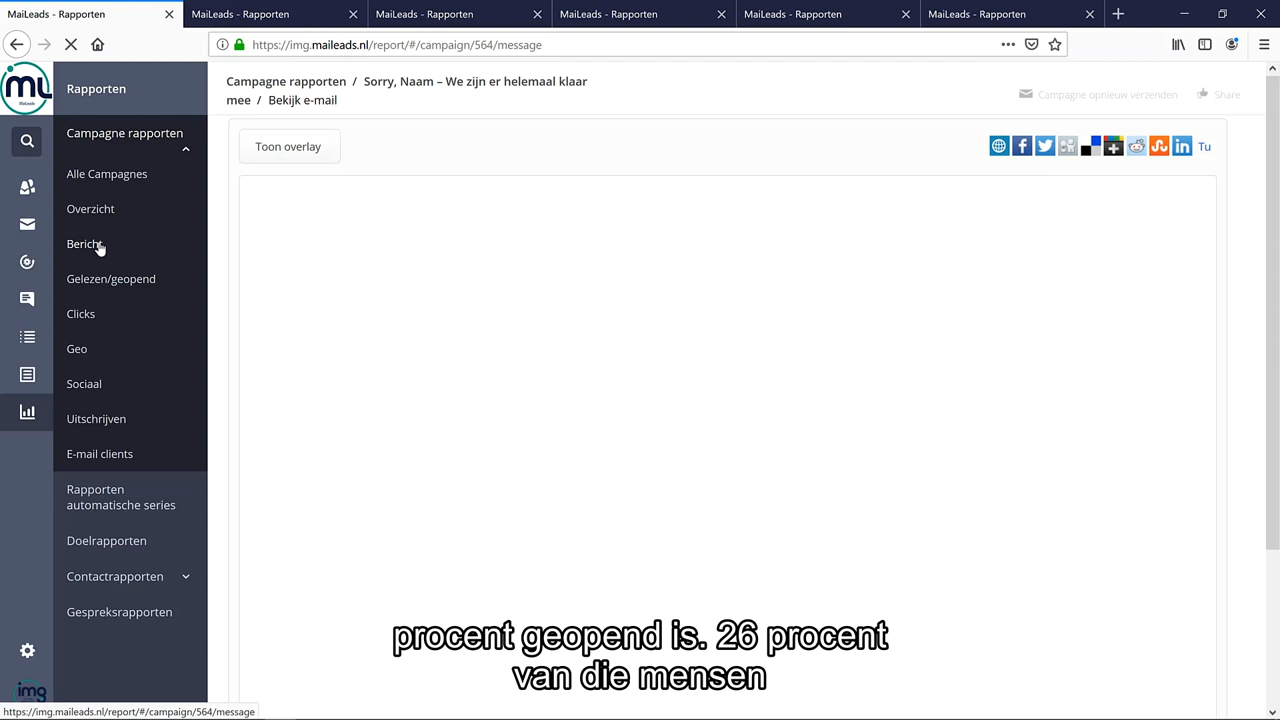 MaiLeads - Rapporten
MaiLeads - Rapporten
MaiLeads - Rapporten
MaiLeads - Rapporten
MaiLeads - Rapporten
MaiLeads - Rapporten
https://img.maileads.nl/report/#/campaign/564/message
ML
MaiLeads
Rapporten
Campagne rapporten / Sorry, Naam – We zijn er helemaal klaar
mee / Bekijk e-mail
Campagne opnieuw verzenden
Share
Campagne rapporten
Alle Campagnes
Overzicht
Bericht
Gelezen/geopend
Clicks
Geo
Sociaal
Uitschrijven
E-mail clients
Rapporten
automatische series
Doelrapporten
Contactrapporten
Gespreksrapporten
Toon overlay
Tu
procent geopend is. 26 procent
van die mensen
img
https://img.maileads.nl/report/#/campaign/564/message